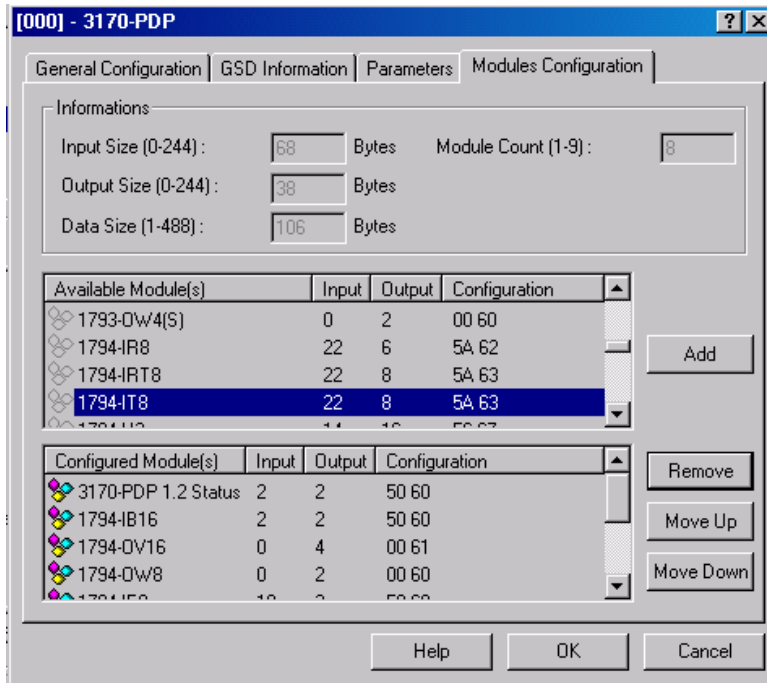 [000] - 3170-PDP
General Configuration GSD Information Parameters Modules Configuration
Informations
Input Size (0-244) : 68 Bytes Module Count (1-9) : 8
Output Size (0-244) : 38 Bytes
Data Size (1-488) : 106 Bytes
Available Module(s) Input Output Configuration
1793-OW4(S) 0 2 00 60
1794-IR8 22 6 5A 62
1794-IRT8 22 8 5A 63
1794-IT8 22 8 5A 63
Add
Configured Module(s) Input Output Configuration
3170-PDP 1.2 Status 2 2 50 60
1794-IB16 2 2 50 60
1794-OV16 0 4 00 61
1794-OW8 0 2 00 60
Remove
Move Up
Move Down
Help OK Cancel